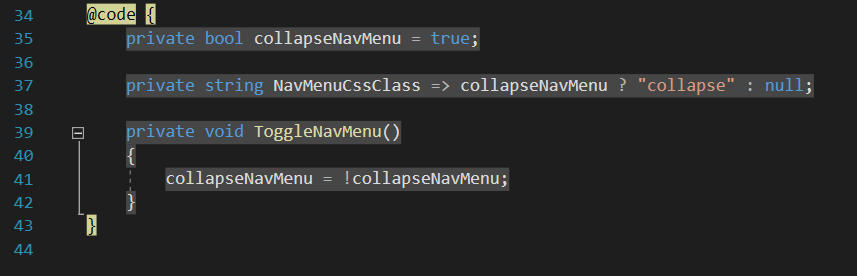 34 @code {
35 private bool collapseNavMenu = true;
36
37 private string NavMenuCssClass => collapseNavMenu ? "collapse" : null;
38
39 private void ToggleNavMenu()
40 {
41 collapseNavMenu = !collapseNavMenu;
42 }
43 }
44